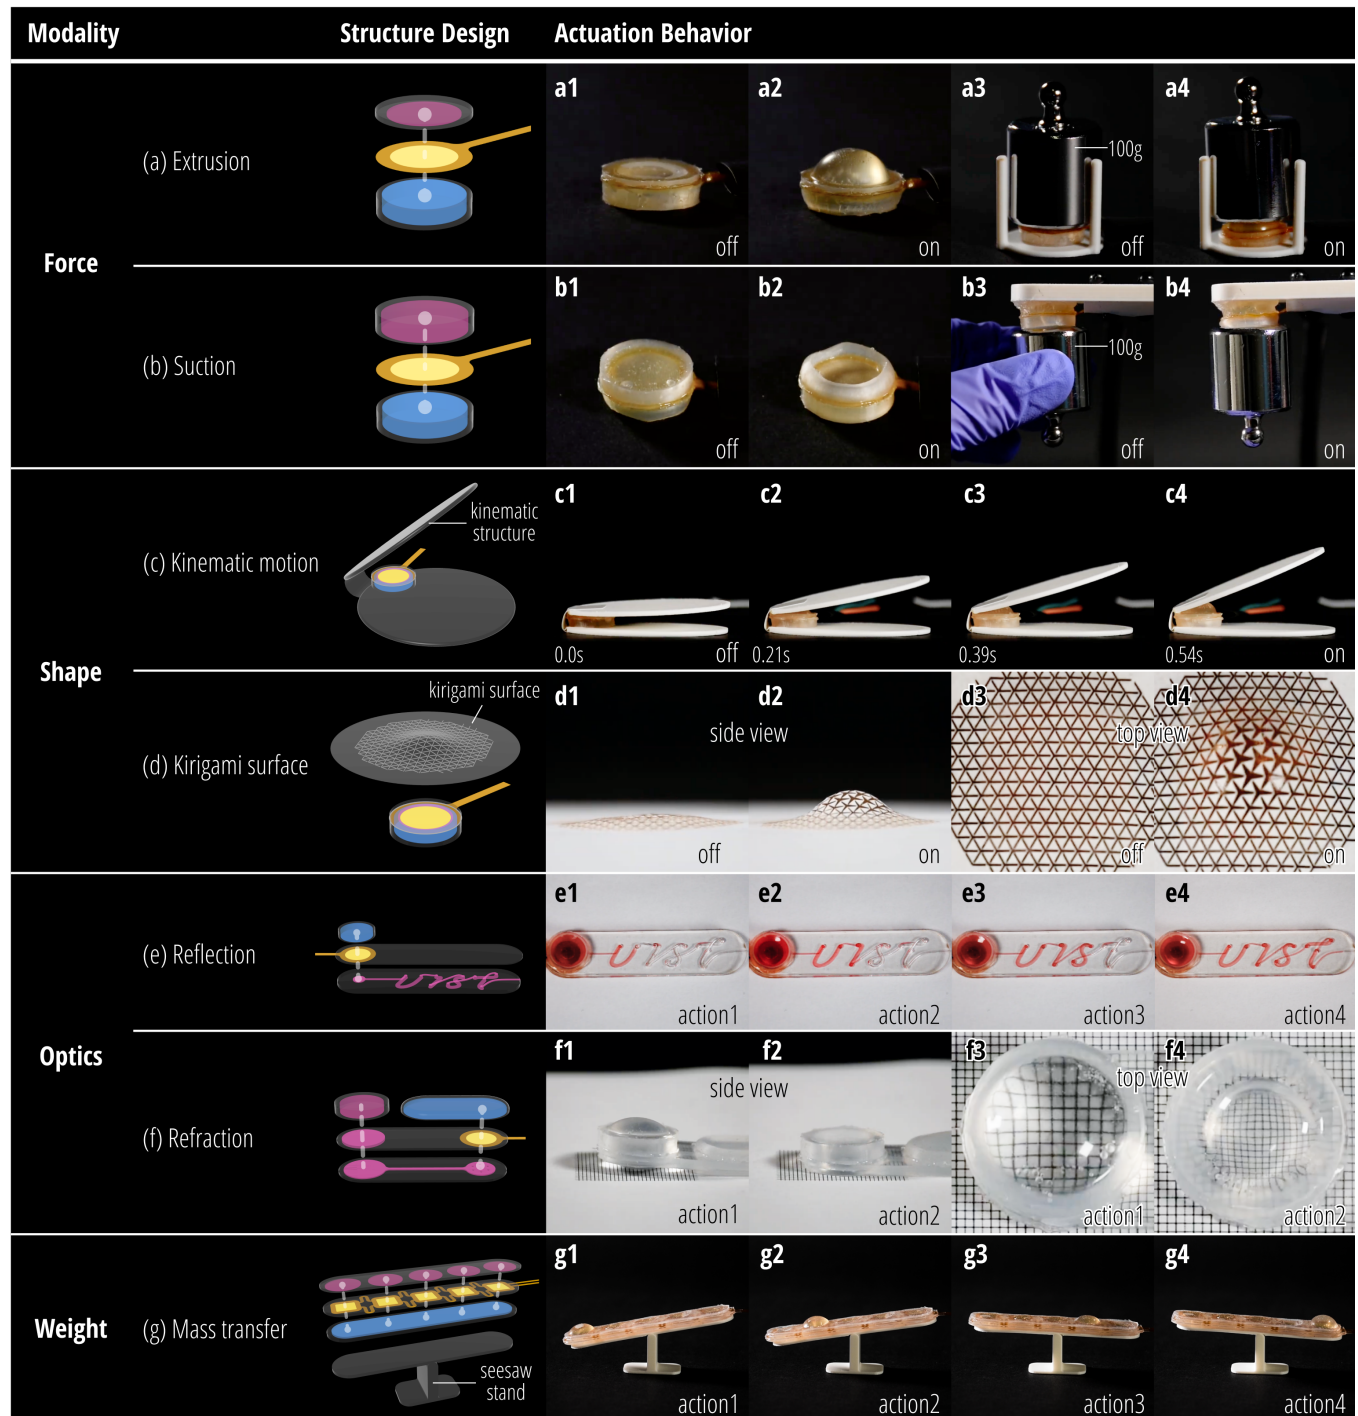 Modality Structure Design Actuation Behavior
Force
(a) Extrusion
a1 a2 a3 a4
100g
off on off on
(b) Suction
b1 b2 b3 b4
100g
off on off on
Shape
(c) Kinematic motion
kinematic
structure
c1 c2 c3 c4
0.0s off 0.21s 0.39s 0.54s on
(d) Kirigami surface
kirigami surface
d1 d2 d3 d4
side view top view
off on off on
Optics
(e) Reflection
uist
e1 e2 e3 e4
uist uist uist uist
action1 action2 action3 action4
(f) Refraction
f1 f2 f3 f4
side view top view
action1 action2 action1 action2
Weight
(g) Mass transfer
seesaw
stand
g1 g2 g3 g4
action1 action2 action3 action4